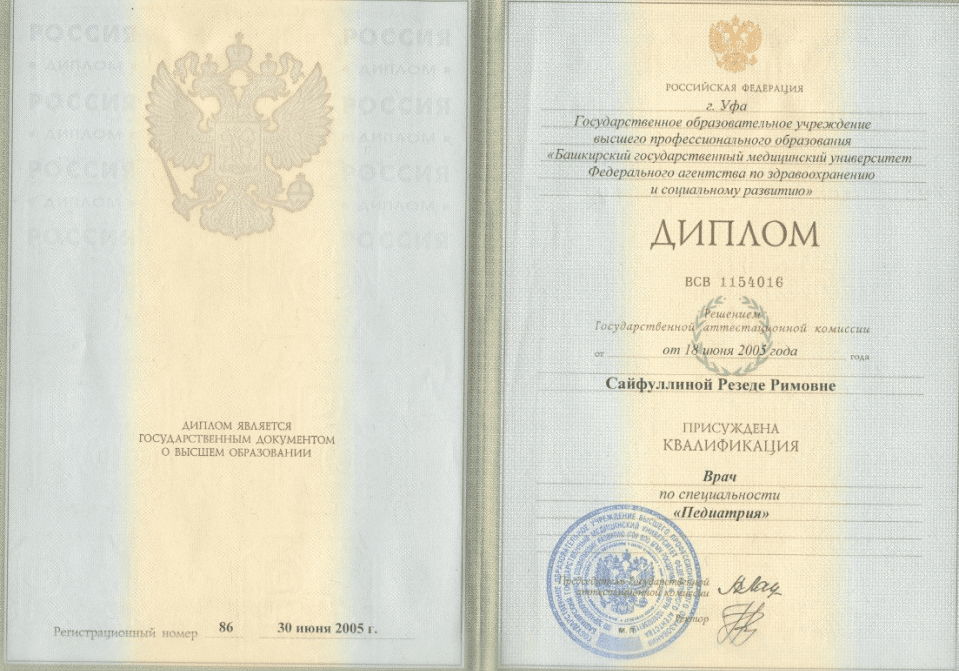 РОССИЯ
РОССИЯ
« ДИПЛОМ »
« ДИПЛОМ »
РОССИЯ
РОССИЯ
« ДИПЛОМ »
« ДИПЛОМ »
РОССИЯ
РОССИЯ
« ДИПЛОМ »
« ДИПЛОМ »
РОССИЯ
РОССИЯ
ДИПЛОМ ЯВЛЯЕТСЯ
ГОСУДАРСТВЕННЫМ ДОКУМЕНТОМ
О ВЫСШЕМ ОБРАЗОВАНИИ
Регистрационный номер 86 30 июня 2005 г.
РОССИЙСКАЯ ФЕДЕРАЦИЯ
г. Уфа
Государственное образовательное учреждение
высшего профессионального образования
«Башкирский государственный медицинский университет
Федерального агентства по здравоохранению
и социальному развитию»
ДИПЛОМ
ВСВ 1154016
Решением
Государственной аттестационной комиссии
от от 18 июня 2005 года года
Сайфуллиной Резеде Римовне
ПРИСУЖДЕНА
КВАЛИФИКАЦИЯ
Врач
по специальности
«Педиатрия»
Председатель Государственной
аттестационной комиссии
Ректор
М.П.